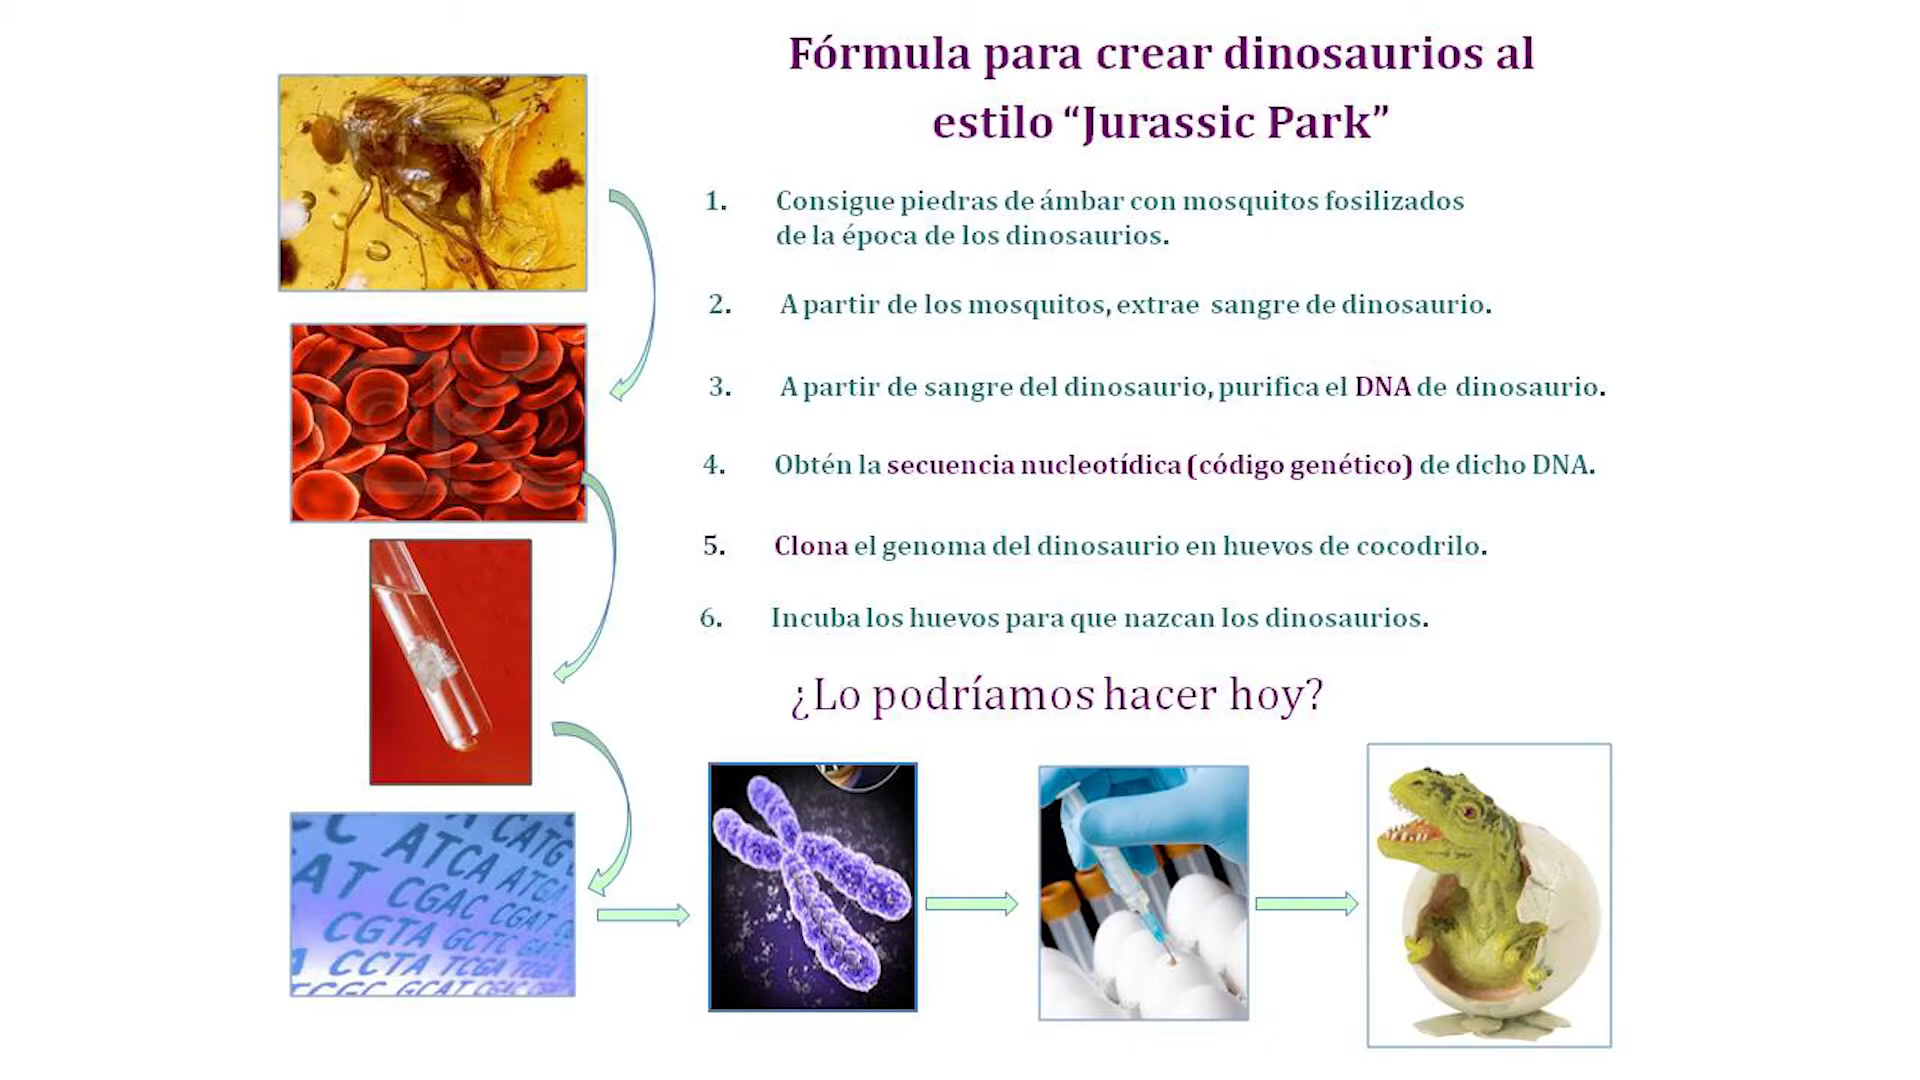 Fórmula para crear dinosaurios al
estilo “Jurassic Park”
1. Consigue piedras de ámbar con mosquitos fosilizados
de la época de los dinosaurios.
2. A partir de los mosquitos, extrae sangre de dinosaurio.
3. A partir de sangre del dinosaurio, purifica el DNA de dinosaurio.
4. Obtén la secuencia nucleotídica (código genético) de dicho DNA.
5. Clona el genoma del dinosaurio en huevos de cocodrilo.
6. Incuba los huevos para que nazcan los dinosaurios.
¿Lo podríamos hacer hoy?
CATG
ATCA ATGA
AT CGAC CGAT
CGTA GCTC
CCTA TCGA
GCAT CGAC